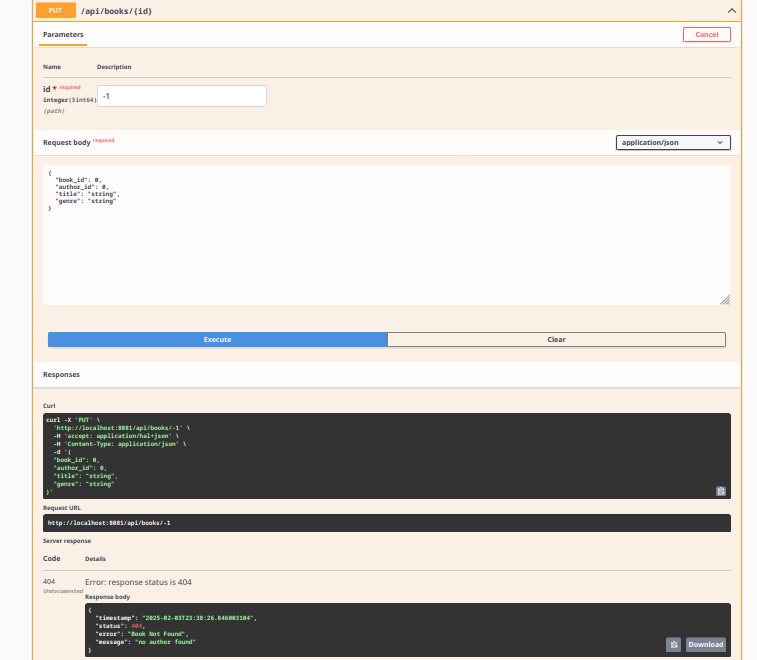 PUT /api/books/{id}
Parameters
Cancel
Name Description
id * required
integer($int64)
(path)
-1
Request body required
application/json
{
"book_id": 0,
"author_id": 0,
"title": "string",
"genre": "string"
}
Execute
Clear
Responses
Curl
curl -X 'PUT' \
'http://localhost:8081/api/books/-1' \
-H 'accept: application/hal+json' \
-H 'Content-Type: application/json' \
-d '{
"book_id": 0,
"author_id": 0,
"title": "string",
"genre": "string"
}'
Request URL
http://localhost:8081/api/books/-1
Server response
Code Details
404
Undocumented
Error: response status is 404
Response body
{
"timestamp": "2025-02-03T23:38:26.846003104",
"status": 404,
"error": "Book Not Found",
"message": "no author found"
}
Download